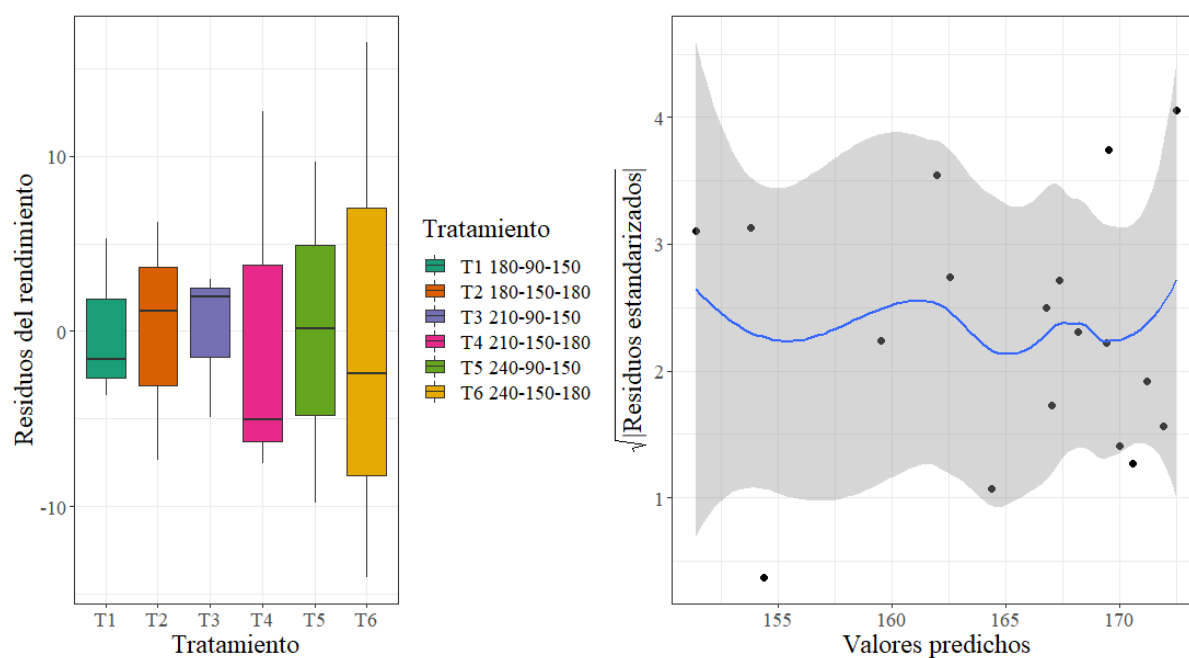 Residuos del rendimiento
10
0
-10
T1 T2 T3 T4 T5 T6
Tratamiento
Tratamiento
T1 180-90-150
T2 180-150-180
T3 210-90-150
T4 210-150-180
T5 240-90-150
T6 240-150-180
√|Residuos estandarizados|
4
3
2
1
155 160 165 170
Valores predichos